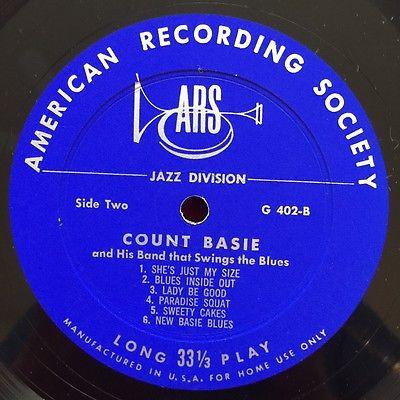 AMERICAN RECORDING SOCIETY
ARS
JAZZ DIVISION
Side Two
G 402-B
COUNT BASIE
and His Band that Swings the Blues
1. SHE'S JUST MY SIZE
2. BLUES INSIDE OUT
3. LADY BE GOOD
4. PARADISE SQUAT
5. SWEETY CAKES
6. NEW BASIE BLUES
LONG 33⅓ PLAY
MANUFACTURED IN U.S.A. FOR HOME USE ONLY